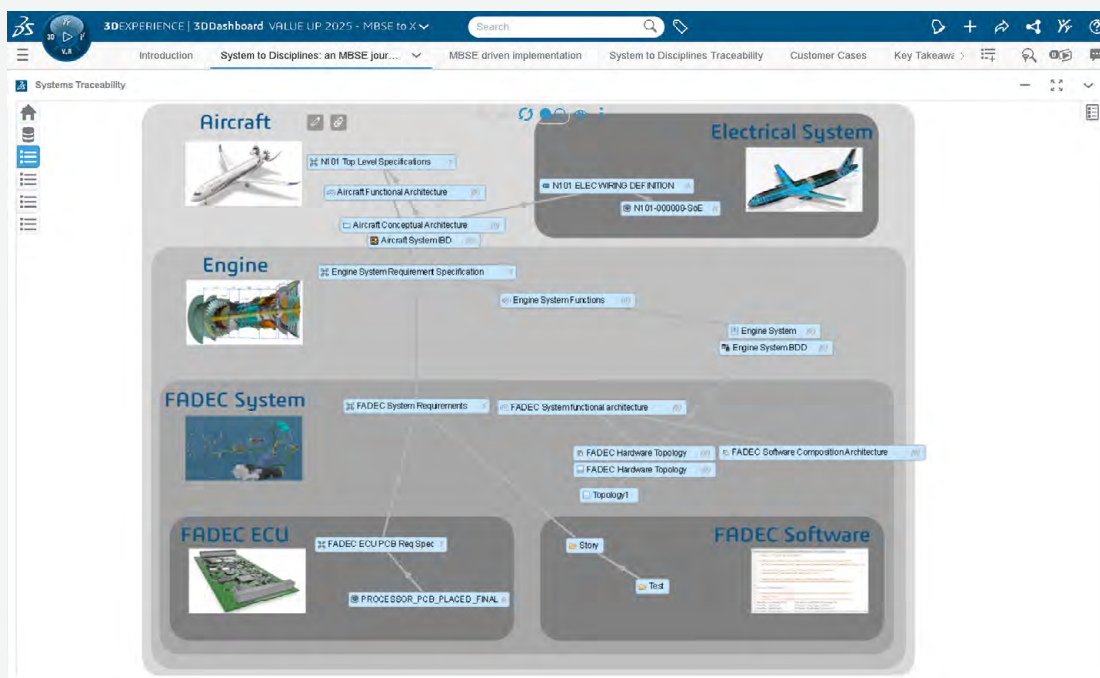 3DEXPERIENCE | 3DDashboard VALUE UP 2025 - MBSE to X
Search
3D
V.R
Introduction
System to Disciplines: an MBSE jour...
MBSE driven implementation
System to Disciplines Traceability
Customer Cases
Key Takeawa
Systems Traceability
Aircraft
Electrical System
N101 Top Level Specifications
Aircraft Functional Architecture
N101 ELEC WIRING DEFINITION
N101-000000-SoE
Aircraft Conceptual Architecture
Aircraft System IBD
Engine
Engine System Requirement Specification
Engine System Functions
Engine System
Engine System BDD
FADEC System
FADEC System Requirements
FADEC System functional architecture
FADEC Hardware Topology
FADEC Software Composition Architecture
FADEC Hardware Topology
Topology1
FADEC ECU
FADEC Software
FADEC ECU PCB Req Spec
Story
Test
PROCESSOR_PCB_PLACED_FINAL